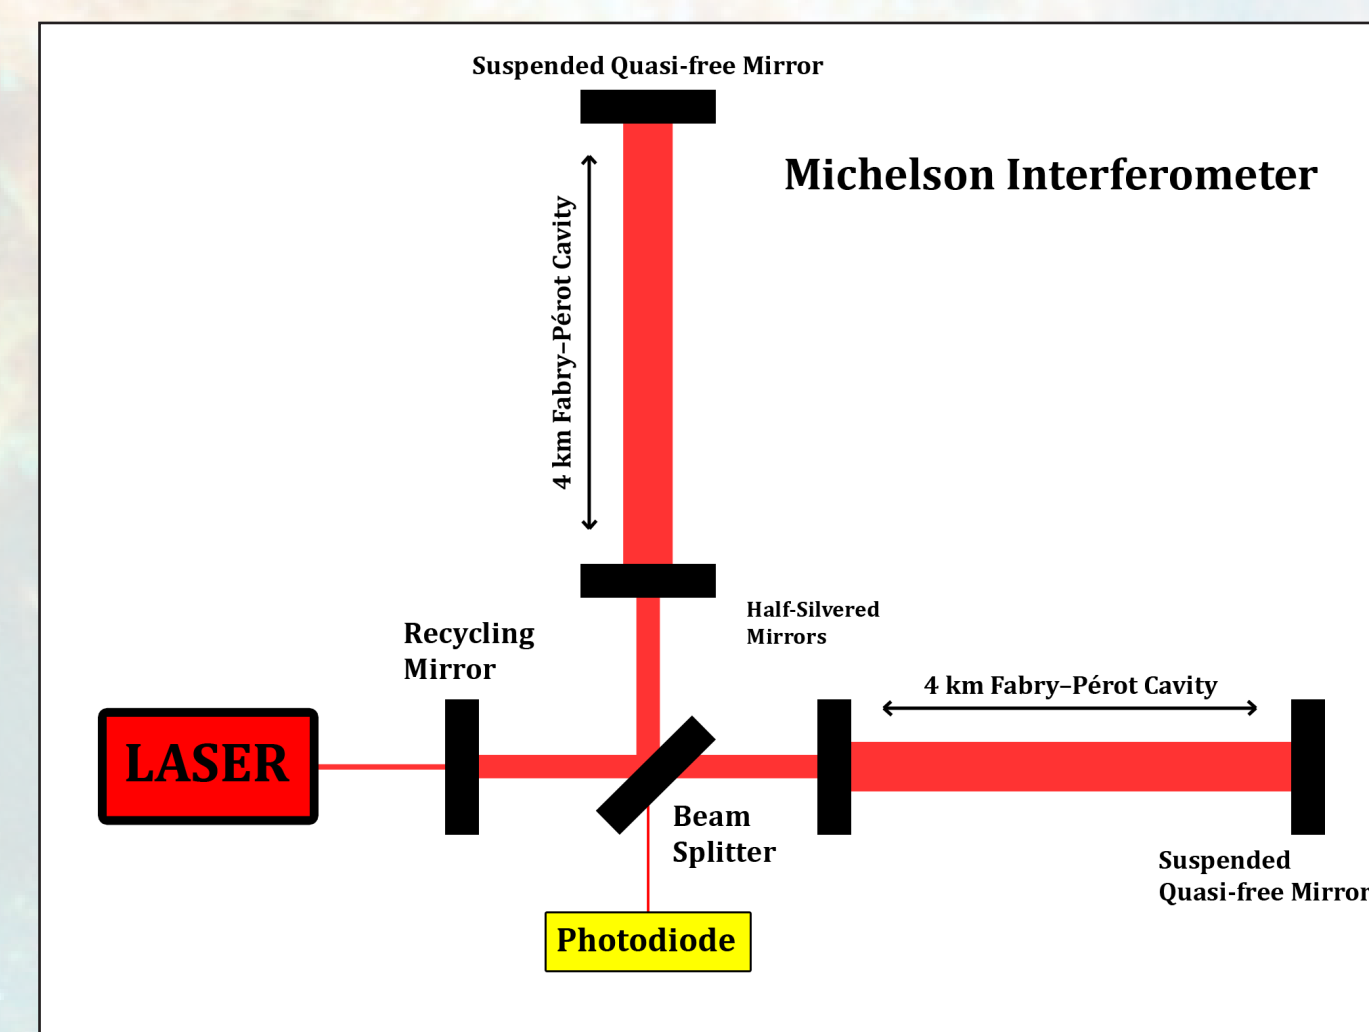 Suspended Quasi-free Mirror
Michelson Interferometer
4 km Fabry–Pérot Cavity
Half-Silvered
Mirrors
Recycling
Mirror
4 km Fabry–Pérot Cavity
LASER
Beam
Splitter
Suspended
Quasi-free Mirror
Photodiode